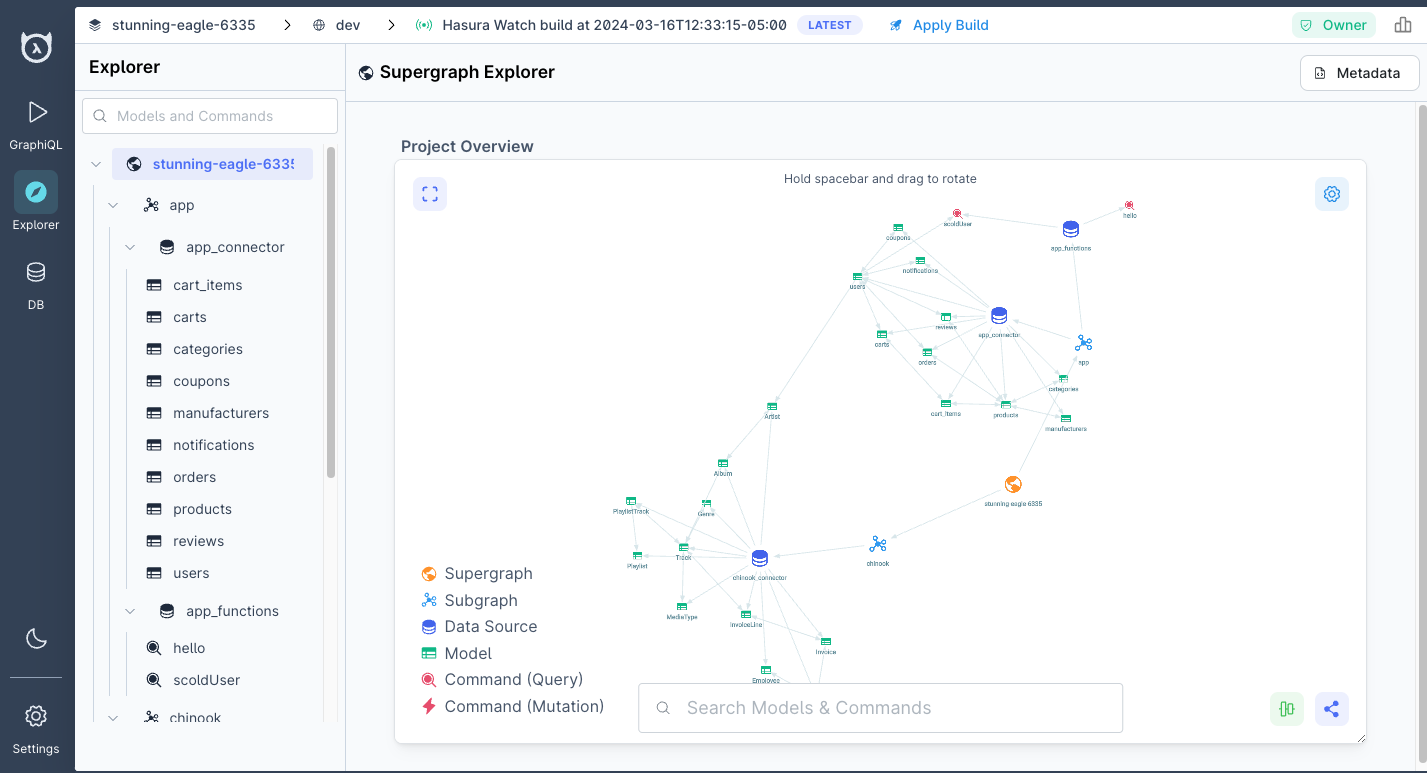 stunning-eagle-6335
dev
Hasura Watch build at 2024-03-16T12:33:15-05:00
LATEST
Apply Build
Owner
GraphiQL
Explorer
DB
Settings
Explorer
Models and Commands
stunning-eagle-6335
app
app_connector
cart_items
carts
categories
coupons
manufacturers
notifications
orders
products
reviews
users
app_functions
hello
scoldUser
chinook
Supergraph Explorer
Metadata
Project Overview
Hold spacebar and drag to rotate
hello
scoldUser
coupons
app_functions
notifications
users
reviews
app_connector
carts
orders
app
categories
cart_items
products
manufacturers
Artist
Album
stunning eagle 6335
PlaylistTrack
Genre
Track
Playlist
chinook
chinook_connector
MediaType
InvoiceLine
Invoice
Employee
Supergraph
Subgraph
Data Source
Model
Command (Query)
Command (Mutation)
Search Models & Commands